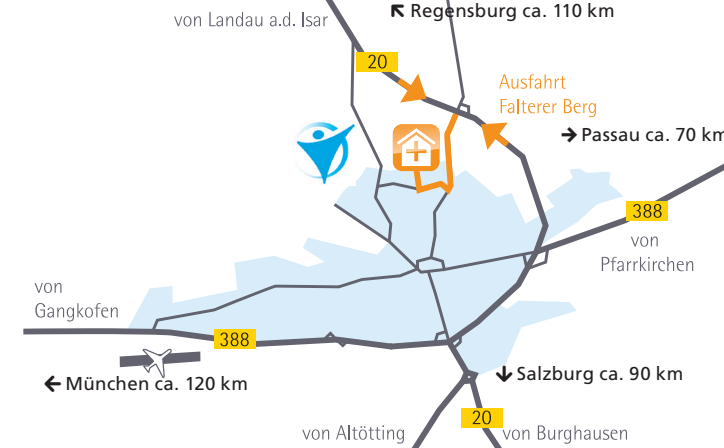 ↖ Regensburg ca. 110 km
von Landau a.d. Isar
20
Ausfahrt
Falterer Berg
→ Passau ca. 70 km
388
von
Pfarrkirchen
von
Gangkofen
388
← München ca. 120 km
↓ Salzburg ca. 90 km
20
von Altötting
von Burghausen